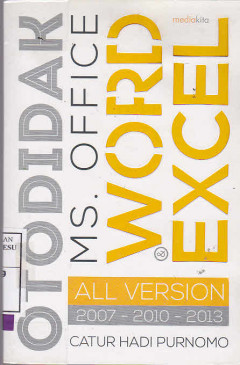 mediakita
OTODIDAK
MS. OFFICE
WORD
&
EXCEL
ALL VERSION
2007 - 2010 - 2013
CATUR HADI PURNOMO